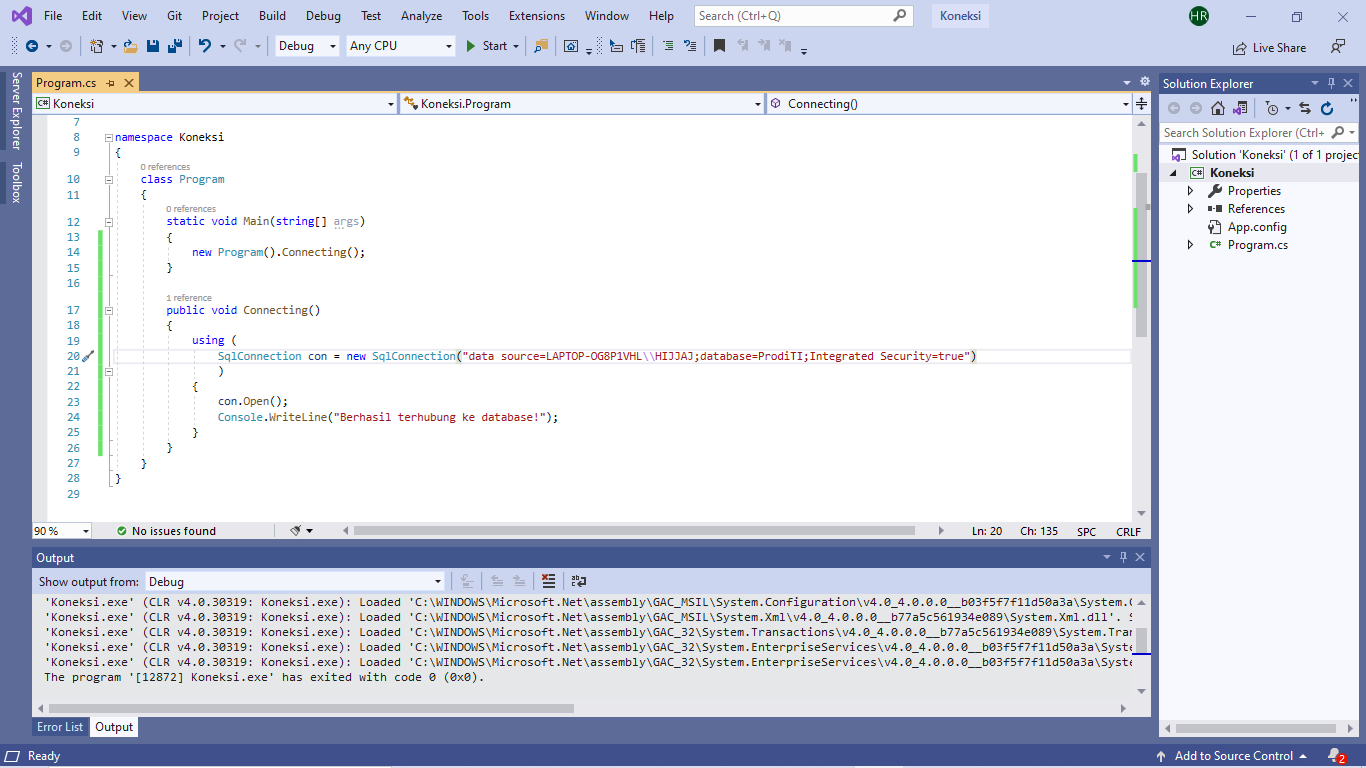 File Edit View Git Project Build Debug Test Analyze Tools Extensions Window Help Search (Ctrl+Q) Koneksi HR
Debug Any CPU Start Live Share
Server Explorer
Toolbox
Program.cs
C# Koneksi Koneksi.Program Connecting()
7
8 namespace Koneksi
9 {
0 references
10 class Program
11 {
0 references
12 static void Main(string[] args)
13 {
14 new Program().Connecting();
15 }
16
1 reference
17 public void Connecting()
18 {
19 using (
20 SqlConnection con = new SqlConnection("data source=LAPTOP-OG8P1VHL\\HIJJAJ;database=ProdiTI;Integrated Security=true")
21 )
22 {
23 con.Open();
24 Console.WriteLine("Berhasil terhubung ke database!");
25 }
26 }
27 }
28 }
29
90 % No issues found Ln: 20 Ch: 135 SPC CRLF
Output
Show output from: Debug
'Koneksi.exe' (CLR v4.0.30319: Koneksi.exe): Loaded 'C:\WINDOWS\Microsoft.Net\assembly\GAC_MSIL\System.Configuration\v4.0_4.0.0.0__b03f5f7f11d50a3a\System.C
'Koneksi.exe' (CLR v4.0.30319: Koneksi.exe): Loaded 'C:\WINDOWS\Microsoft.Net\assembly\GAC_MSIL\System.Xml\v4.0_4.0.0.0__b77a5c561934e089\System.Xml.dll'. S
'Koneksi.exe' (CLR v4.0.30319: Koneksi.exe): Loaded 'C:\WINDOWS\Microsoft.Net\assembly\GAC_32\System.Transactions\v4.0_4.0.0.0__b77a5c561934e089\System.Tran
'Koneksi.exe' (CLR v4.0.30319: Koneksi.exe): Loaded 'C:\WINDOWS\Microsoft.Net\assembly\GAC_32\System.EnterpriseServices\v4.0_4.0.0.0__b03f5f7f11d50a3a\Syste
'Koneksi.exe' (CLR v4.0.30319: Koneksi.exe): Loaded 'C:\WINDOWS\Microsoft.Net\assembly\GAC_32\System.EnterpriseServices\v4.0_4.0.0.0__b03f5f7f11d50a3a\Syste
The program '[12872] Koneksi.exe' has exited with code 0 (0x0).
Error List Output
Solution Explorer
Search Solution Explorer (Ctrl+
Solution 'Koneksi' (1 of 1 projec
C# Koneksi
Properties
References
App.config
C# Program.cs
Ready Add to Source Control 2